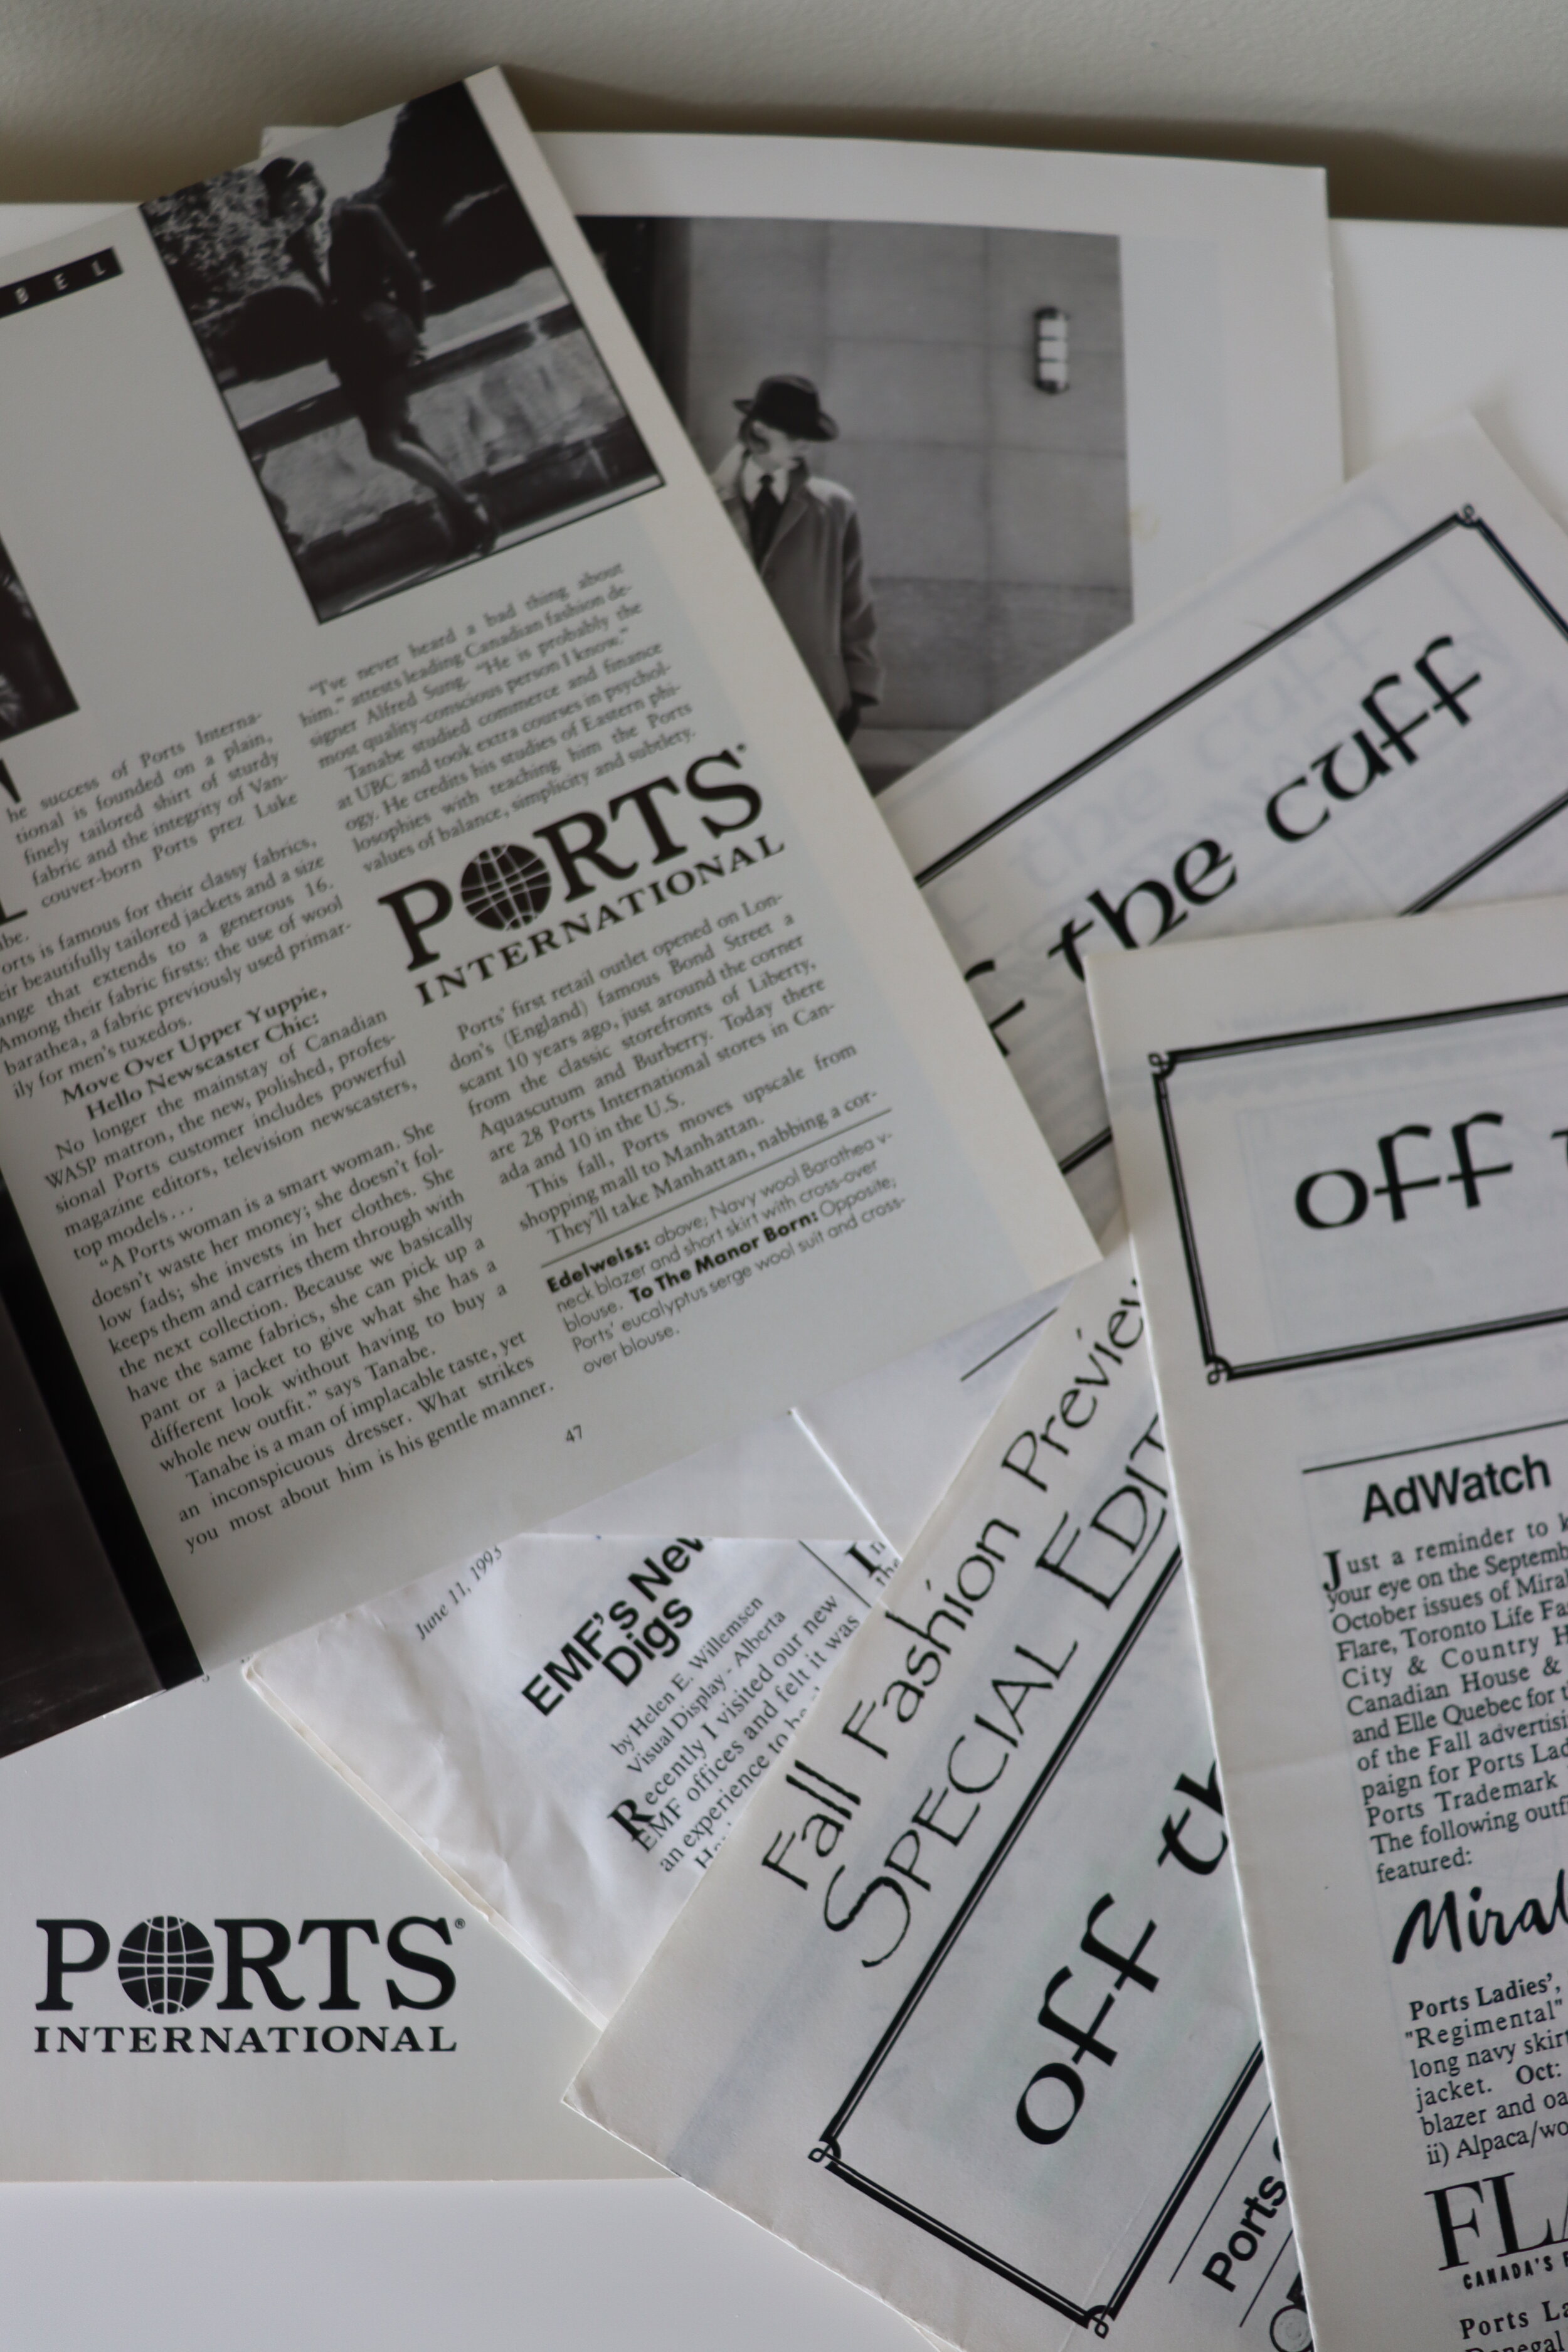 BEL
he success of Ports Interna-
tional is founded on a plain,
finely tailored shirt of sturdy
fabric and the integrity of Van-
couver-born Ports prez Luke
be.
orts is famous for their classy fabrics,
eir beautifully tailored jackets and a size
ange that extends to a generous 16.
Among their fabric firsts: the use of wool
barathea, a fabric previously used primar-
ily for men's tuxedos.
Move Over Upper Yuppie,
Hello Newscaster Chic:
No longer the mainstay of Canadian
WASP matron, the new, polished, profes-
sional Ports customer includes powerful
magazine editors, television newscasters,
top models...
"A Ports woman is a smart woman. She
doesn't waste her money; she doesn't fol-
low fads; she invests in her clothes. She
keeps them and carries them through with
the next collection. Because we basically
have the same fabrics, she can pick up a
pant or a jacket to give what she has a
different look without having to buy a
whole new outfit." says Tanabe.
Tanabe is a man of implacable taste, yet
an inconspicuous dresser. What strikes
you most about him is his gentle manner.
"I've never heard a bad thing about
him." attests leading Canadian fashion de-
signer Alfred Sung. "He is probably the
most quality-conscious person I know."
Tanabe studied commerce and finance
at UBC and took extra courses in psychol-
ogy. He credits his studies of Eastern phi-
losophies with teaching him the Ports
values of balance, simplicity and subtlety.
PORTS
INTERNATIONAL
Ports' first retail outlet opened on Lon-
don's (England) famous Bond Street a
scant 10 years ago, just around the corner
from the classic storefronts of Liberty,
Aquascutum and Burberry. Today there
are 28 Ports International stores in Can-
ada and 10 in the U.S.
This fall, Ports moves upscale from
shopping mall to Manhattan.
They'll take Manhattan, nabbing a cor-
Edelweiss: above; Navy wool Barathea v-
neck blazer and short skirt with cross-over
blouse. To The Manor Born: Opposite;
Ports' eucalyptus serge wool suit and cross-
over blouse.
47
f the cuff
off
AdWatch
Just a reminder to k
your eye on the Septemb
October issues of Miral
Flare, Toronto Life Fa
City & Country H
Canadian House &
and Elle Quebec for t
of the Fall advertisi
paign for Ports Lad
Ports Trademark
The following outf
featured:
Miral
Ports Ladies',
"Regimental"
long navy skir
jacket. Oct:
blazer and oa
ii) Alpaca/wo
FLA
CANADA'S F
Ports La
Donegal
June 11, 1993
EMF's New
Digs
by Helen E. Willemsen
Visual Display - Alberta
Recently I visited our new
EMF offices and felt it was
an experience to be
In
the
Fall Fashion Preview
SPECIAL EDIT
off th
Ports
PORTS®
INTERNATIONAL